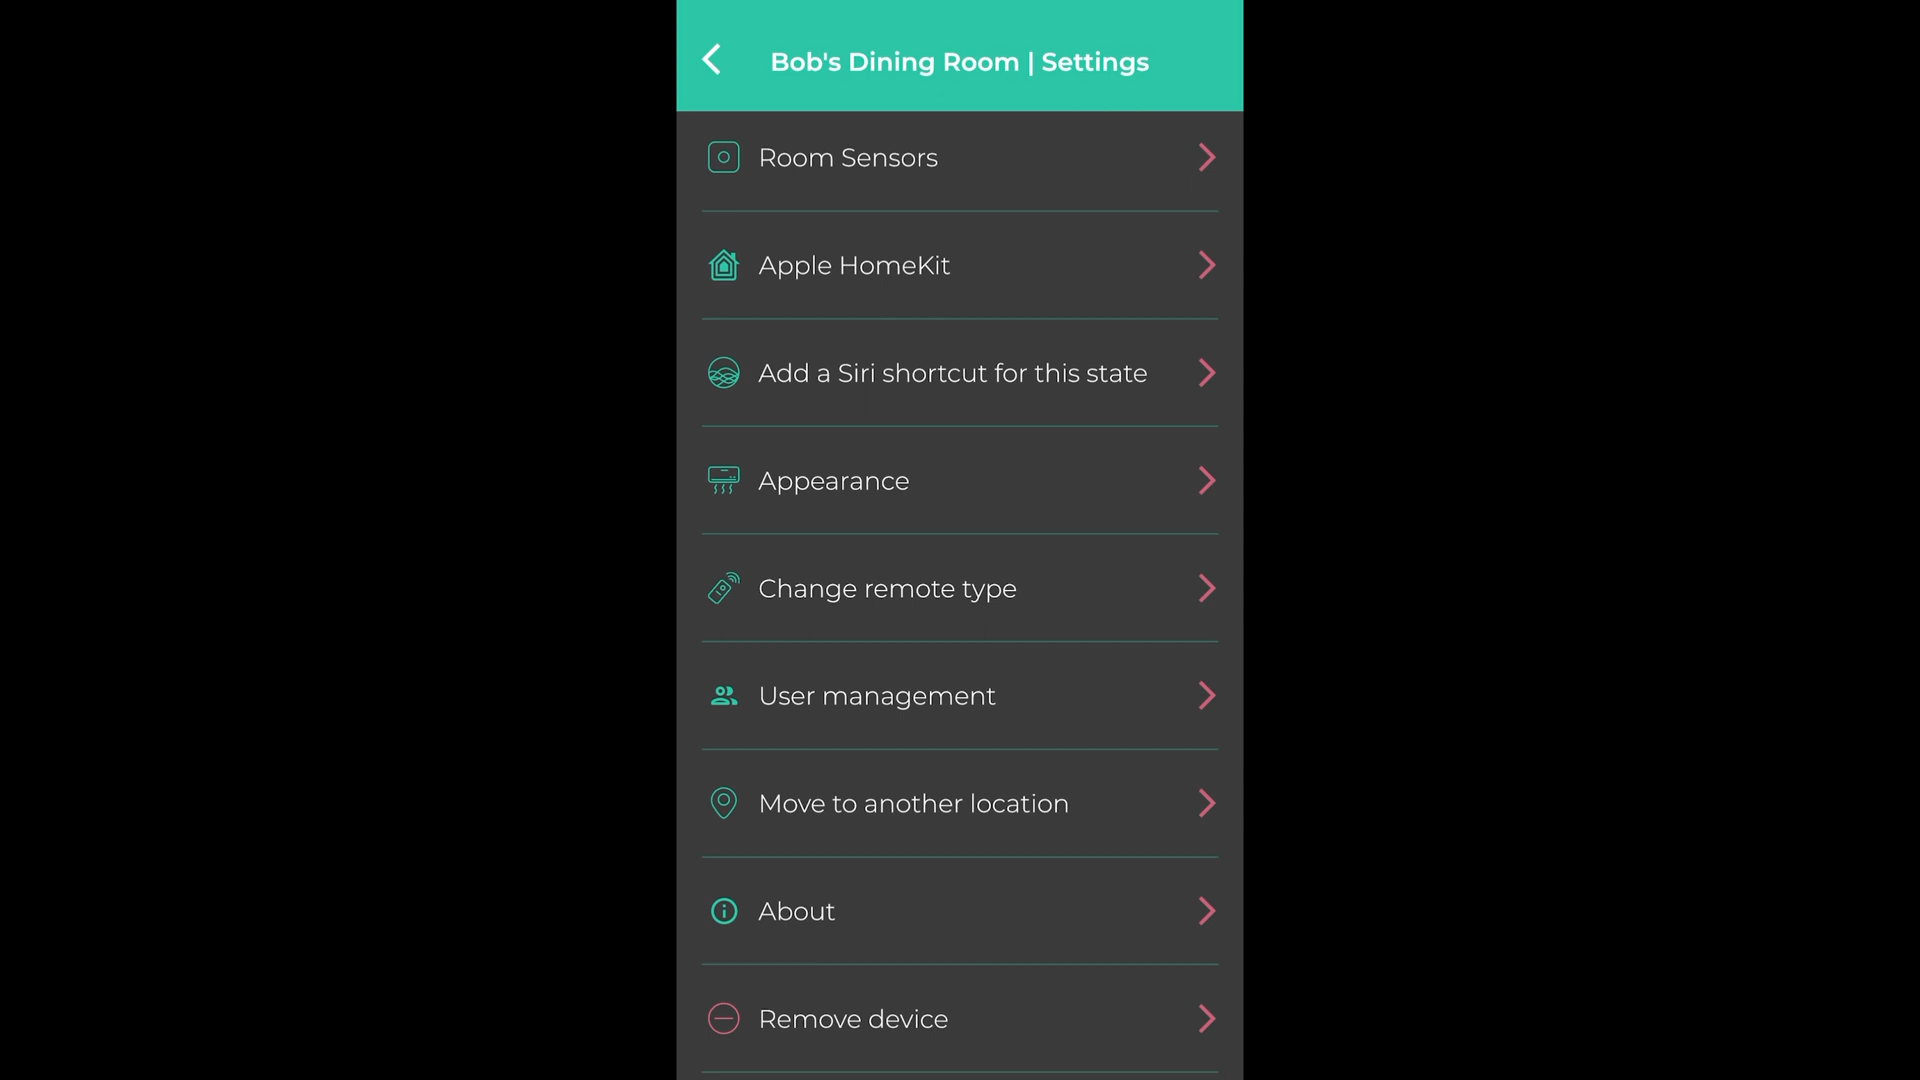 Bob's Dining Room | Settings
Room Sensors
Apple HomeKit
Add a Siri shortcut for this state
Appearance
Change remote type
User management
Move to another location
About
Remove device